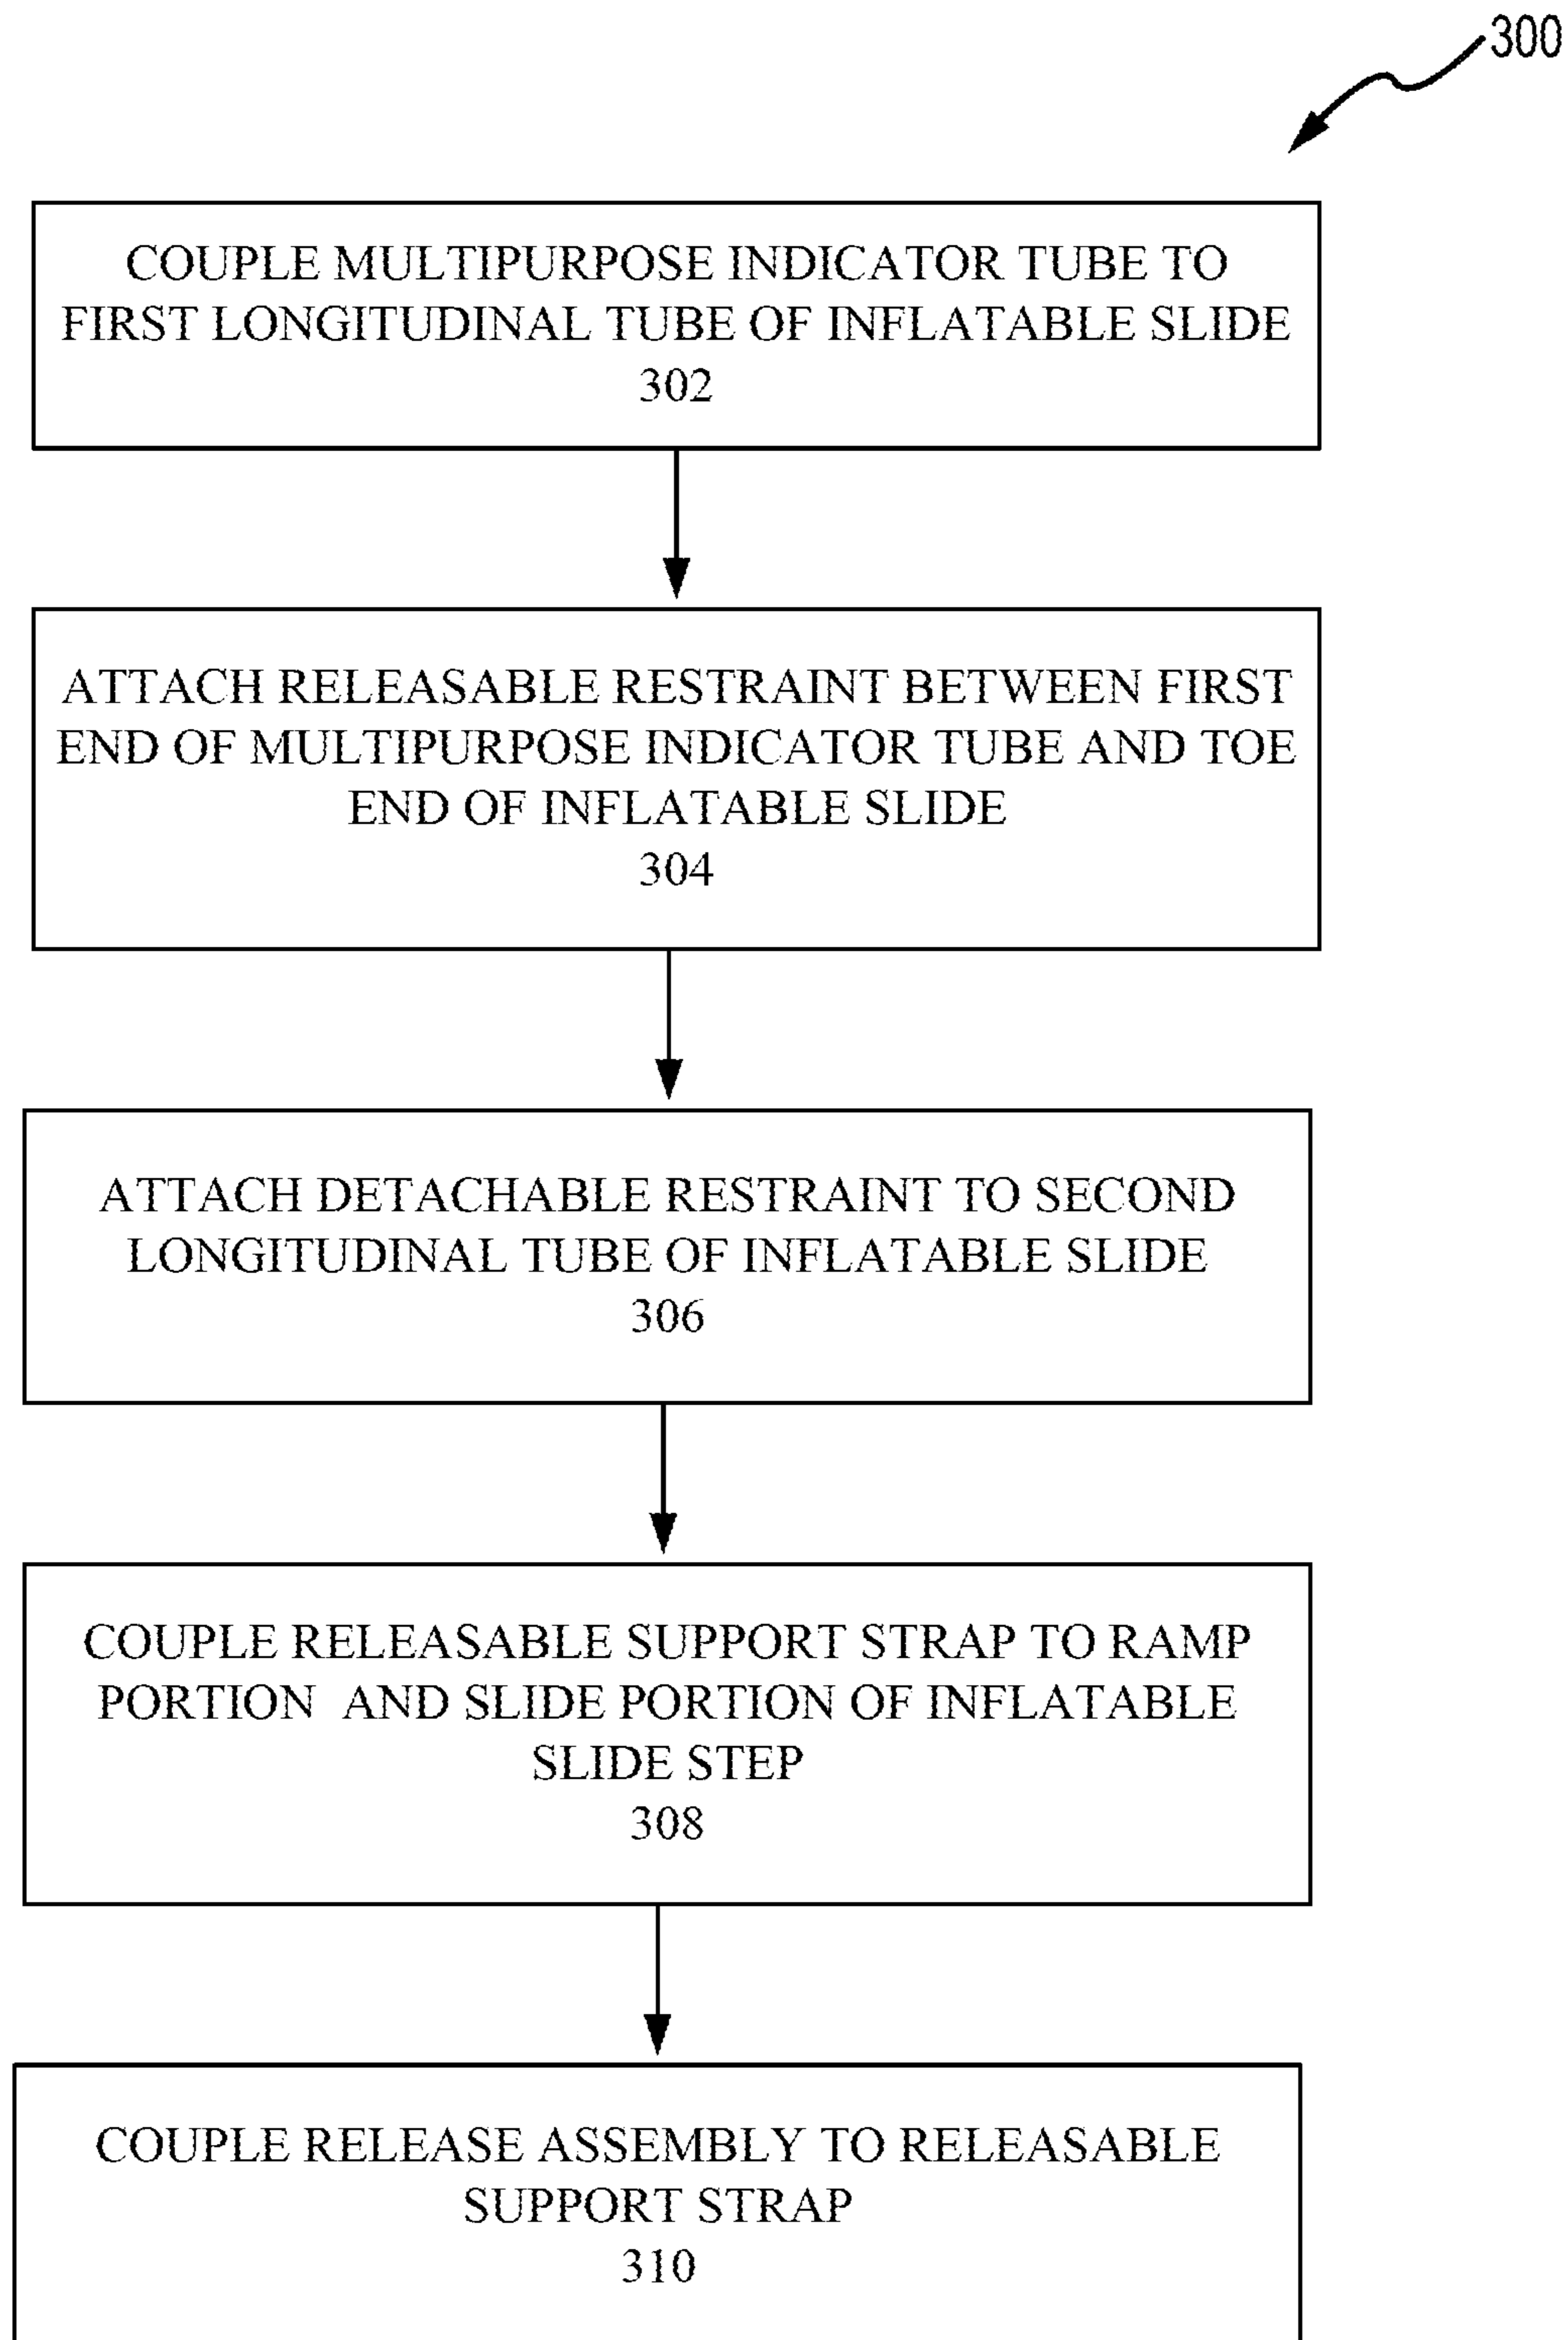 300
COUPLE MULTIPURPOSE INDICATOR TUBE TO
FIRST LONGITUDINAL TUBE OF INFLATABLE SLIDE
302
ATTACH RELEASABLE RESTRAINT BETWEEN FIRST
END OF MULTIPURPOSE INDICATOR TUBE AND TOE
END OF INFLATABLE SLIDE
304
ATTACH DETACHABLE RESTRAINT TO SECOND
LONGITUDINAL TUBE OF INFLATABLE SLIDE
306
COUPLE RELEASABLE SUPPORT STRAP TO RAMP
PORTION AND SLIDE PORTION OF INFLATABLE
SLIDE STEP
308
COUPLE RELEASE ASSEMBLY TO RELEASABLE
SUPPORT STRAP
310